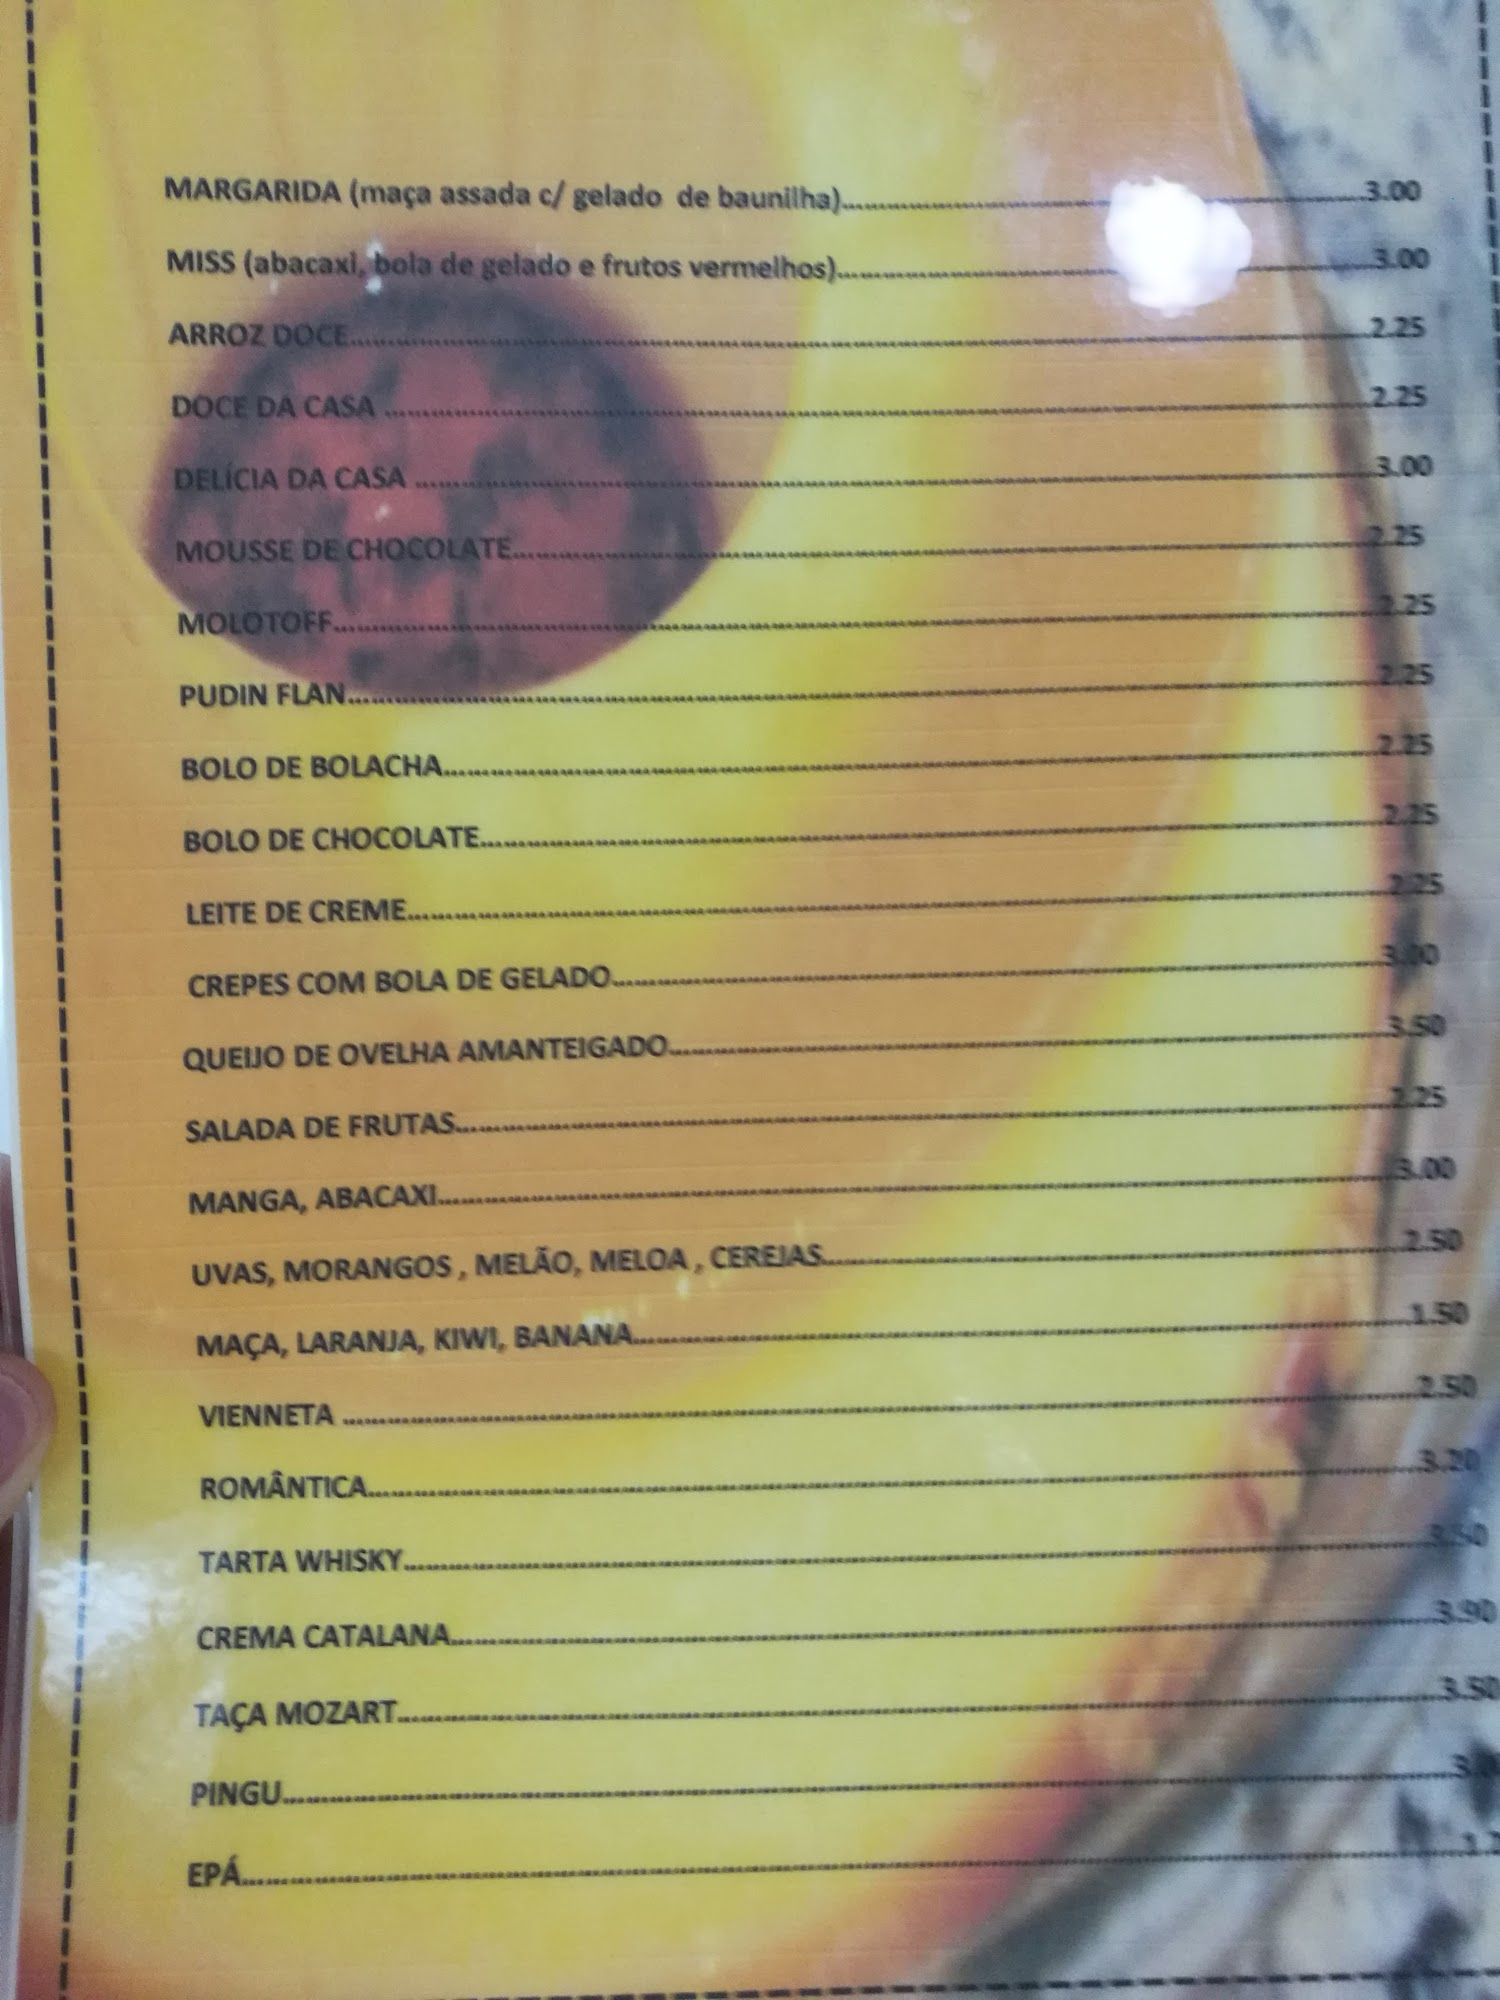 MARGARIDA (maça assada c/ gelado de baunilha)..........3.00
MISS (abacaxi, bola de gelado e frutos vermelhos)..........3.00
ARROZ DOCE..........2.25
DOCE DA CASA ..........2.25
DELÍCIA DA CASA ..........3.00
MOUSSE DE CHOCOLATE..........2.25
MOLOTOFF..........2.25
PUDIN FLAN..........2.25
BOLO DE BOLACHA..........2.25
BOLO DE CHOCOLATE..........2.25
LEITE DE CREME..........2.25
CREPES COM BOLA DE GELADO..........3.00
QUEIJO DE OVELHA AMANTEIGADO..........3.50
SALADA DE FRUTAS..........2.25
MANGA, ABACAXI..........3.00
UVAS, MORANGOS , MELÃO, MELOA , CEREJAS..........2.50
MAÇA, LARANJA, KIWI, BANANA..........1.50
VIENNETA ..........2.50
ROMÂNTICA..........3.20
TARTA WHISKY..........3.50
CREMA CATALANA..........3.90
TAÇA MOZART..........3.50
PINGU..........
EPÁ..........